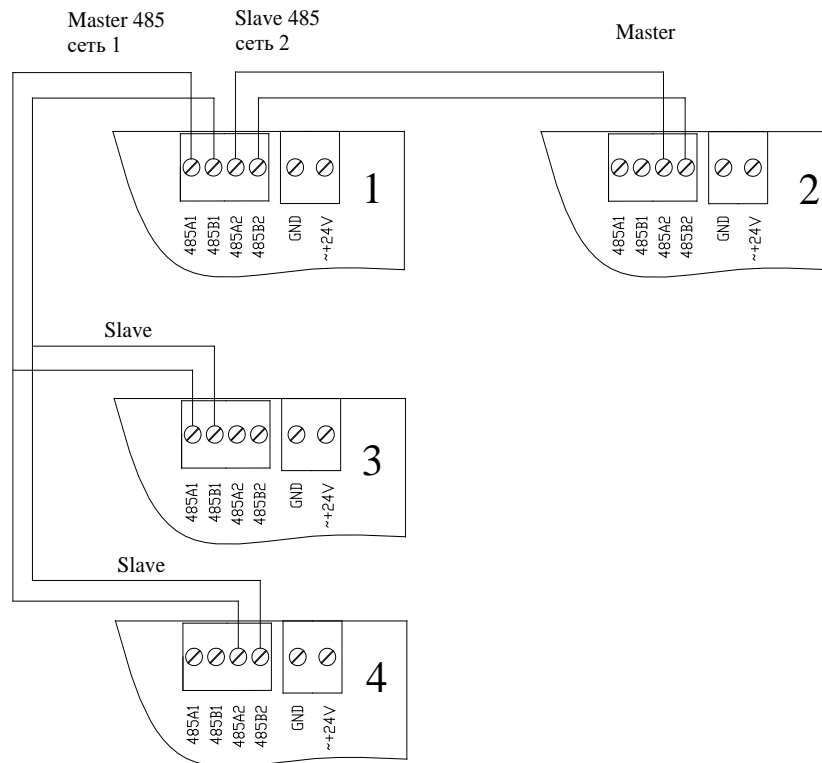 Master 485
сеть 1
Slave 485
сеть 2
Master
485A1
485B1
485A2
485B2
GND
~+24V
1
485A1
485B1
485A2
485B2
GND
~+24V
2
Slave
485A1
485B1
485A2
485B2
GND
~+24V
3
Slave
485A1
485B1
485A2
485B2
GND
~+24V
4